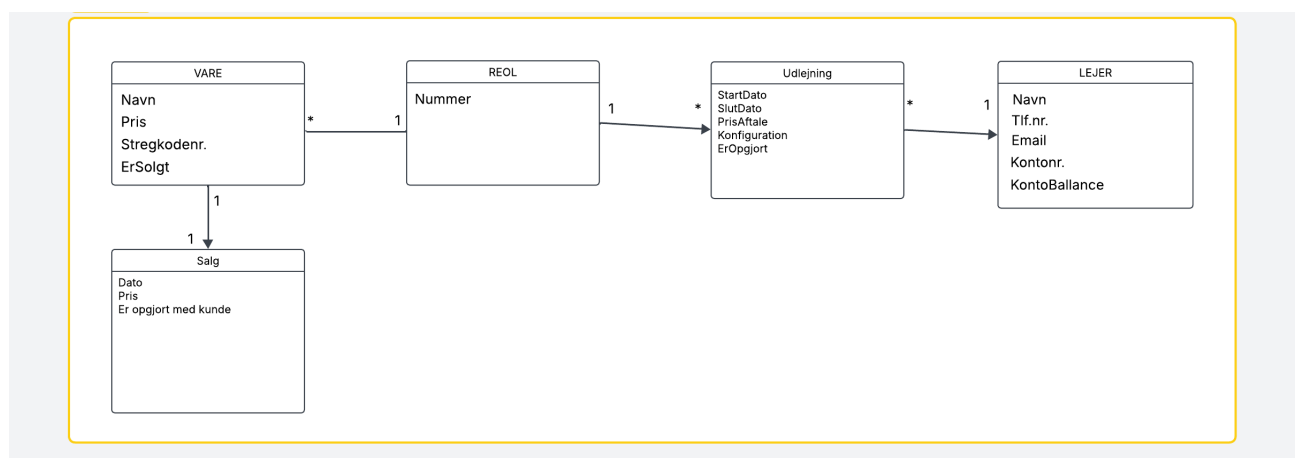 VARE
Navn
Pris
Stregkodenr.
ErSolgt
*
1
REOL
Nummer
1
*
Udlejning
StartDato
SlutDato
PrisAftale
Konfiguration
ErOpgjort
*
1
LEJER
Navn
Tlf.nr.
Email
Kontonr.
KontoBallance
1
1
Salg
Dato
Pris
Er opgjort med kunde